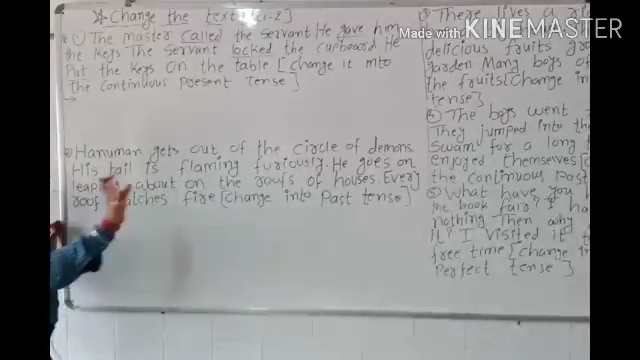 Change the text
(1) The master called the Servant. He gave him
the keys The Servant locked the cupboard He
Put the keys on the table [Change it into
the continuous Present Tense]
→
Hanuman gets out of the circle of demons.
His tail is flaming furiously. He goes on
about on the roofs of houses. Every
roof catches fire [Change into Past tense]
③ There lives a
delicious fruits
garden Many boys
the fruits [Change
tense]
④ The boys went
They jumped into the
Swam for a long
enjoyed themselves
the continuous Past
⑤ What have you
the book fair? I
nothing Then why
it? I visited it
free time [Change in
Perfect tense]
Made with KINEMASTER